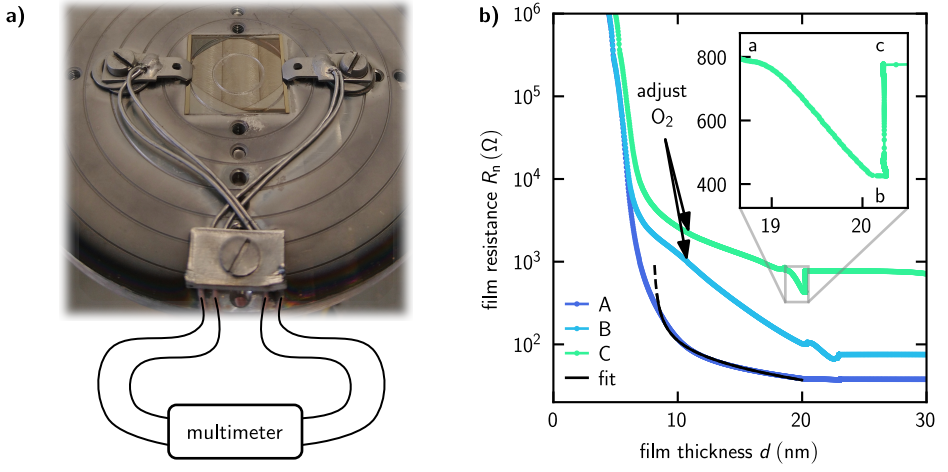 a)
multimeter
b)
film resistance Rₙ (Ω)
10⁶
10⁵
10⁴
10³
10²
adjust
O₂
A
B
C
fit
0
10
20
30
film thickness d (nm)
800
600
400
19
20
a
c
b